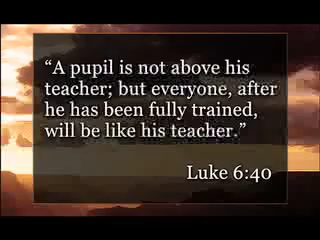 “A pupil is not above his
teacher; but everyone, after
he has been fully trained,
will be like his teacher.”
Luke 6:40